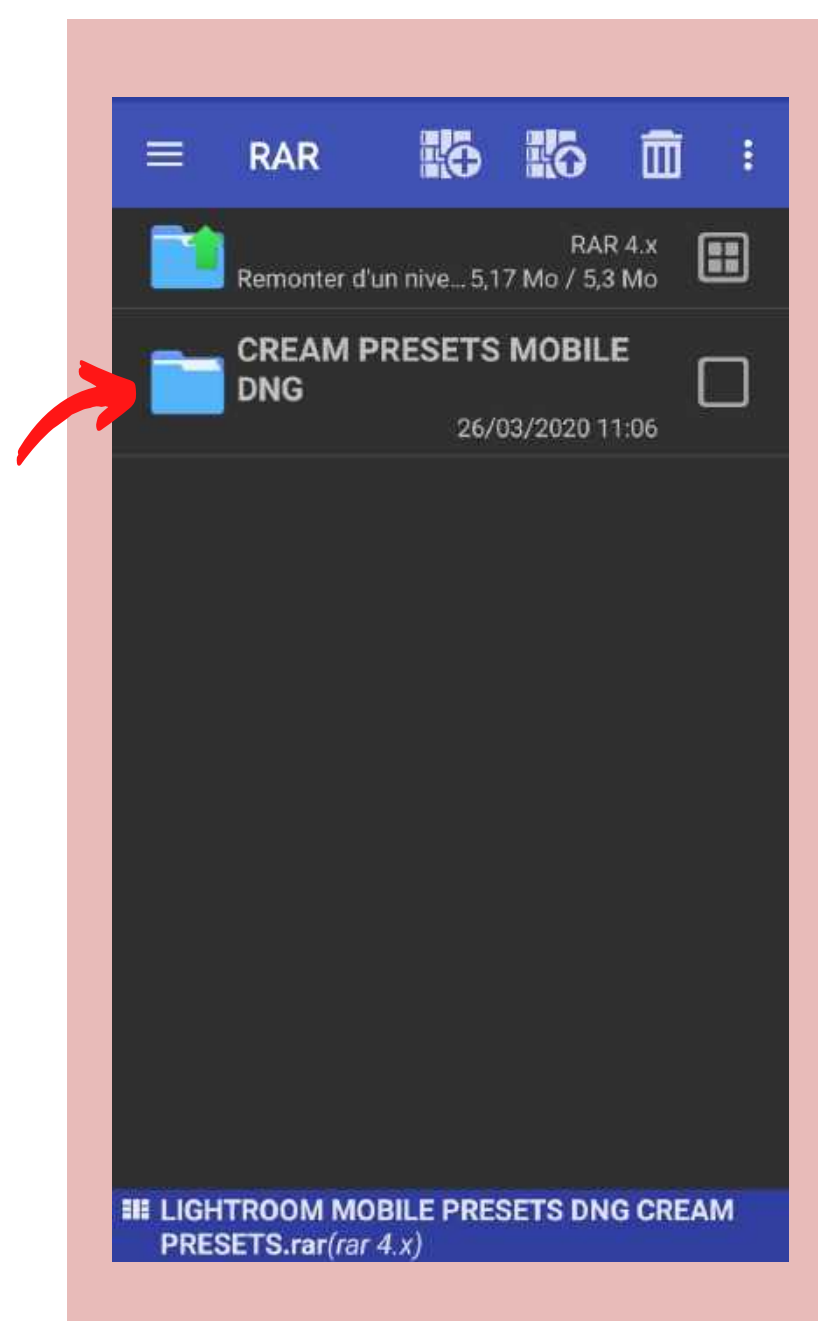 RAR
RAR 4.x
Remonter d'un nive... 5,17 Mo / 5,3 Mo
CREAM PRESETS MOBILE
DNG
26/03/2020 11:06
LIGHTROOM MOBILE PRESETS DNG CREAM
PRESETS.rar(rar 4.x)